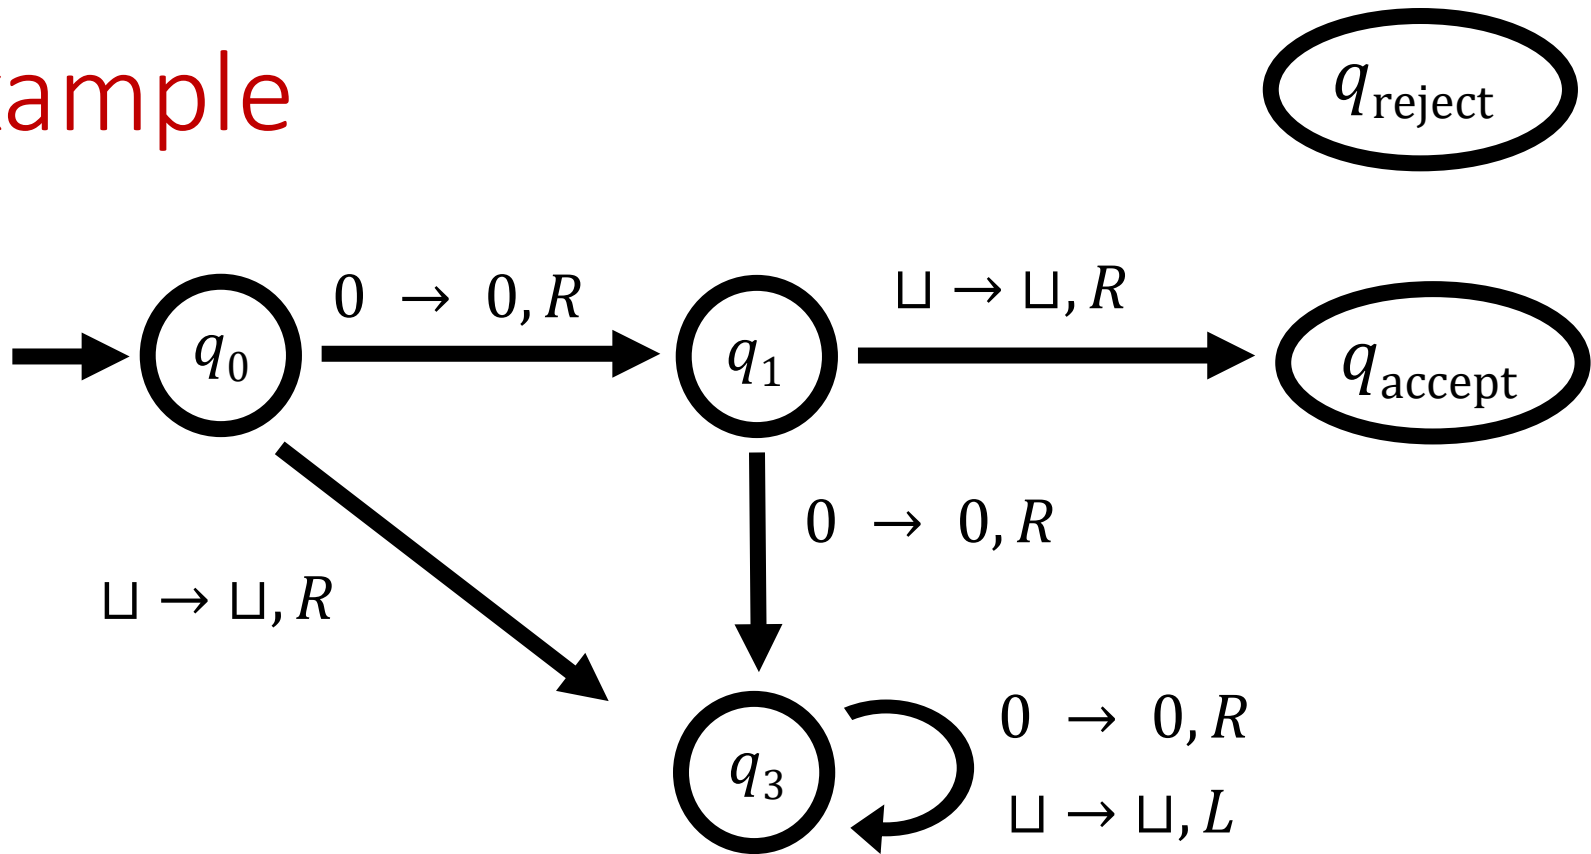 ample
q_reject
0 → 0, R
⊔ → ⊔, R
q_0
q_1
q_accept
0 → 0, R
⊔ → ⊔, R
0 → 0, R
q_3
⊔ → ⊔, L